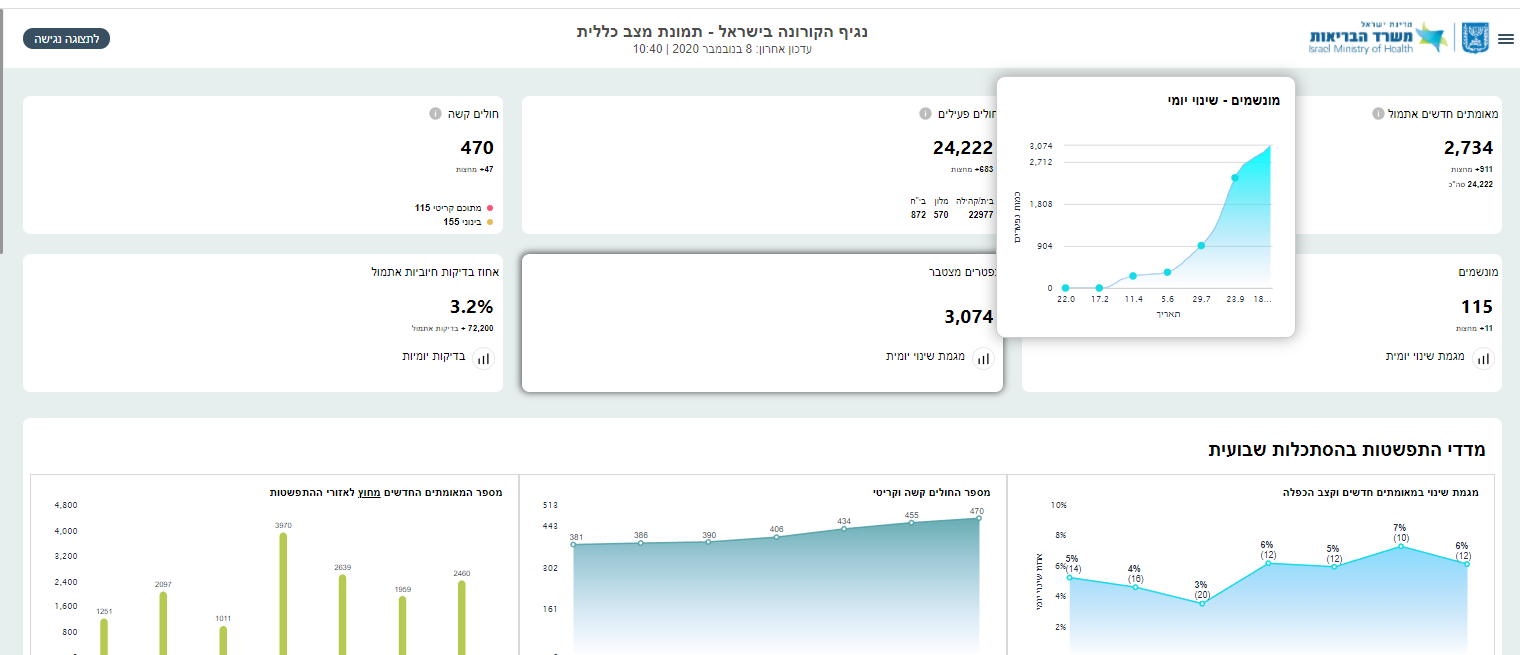 מדינת ישראל
משרד הבריאות
Israel Ministry of Health
נגיף הקורונה בישראל - תמונת מצב כללית
עדכון אחרון: 8 בנובמבר 2020 | 10:40
לתצוגה נגישה
מאומתים חדשים אתמול
2,734
+911 מחצות
24,222 סה"כ
מונשמים - שינוי יומי
3,074
2,712
1,808
904
0
כמות נפטרים
22.0 17.2 11.4 5.6 29.7 23.9 18...
תאריך
חולים פעילים
24,222
+683 מחצות
בית/קהילה מלון בי"ח
22977 570 872
חולים קשה
470
+47 מחצות
מתוכם קריטי 115
בינוני 155
מונשמים
115
+11 מחצות
מגמת שינוי יומית
נפטרים מצטבר
3,074
מגמת שינוי יומית
אחוז בדיקות חיוביות אתמול
3.2%
72,200 + בדיקות אתמול
בדיקות יומיות
מדדי התפשטות בהסתכלות שבועית
מגמת שינוי במאומתים חדשים וקצב הכפלה
10%
8%
6%
4%
2%
אחוז שינוי יומי
5%
(14)
4%
(16)
3%
(20)
6%
(12)
5%
(12)
7%
(10)
6%
(12)
מספר החולים קשה וקריטי
513
443
302
161
381 386 390 406 434 455 470
מספר המאומתים החדשים מחוץ לאזורי ההתפשטות
4,800
4,000
3,200
2,400
1,600
800
1251 2097 1011 3970 2639 1959 2460